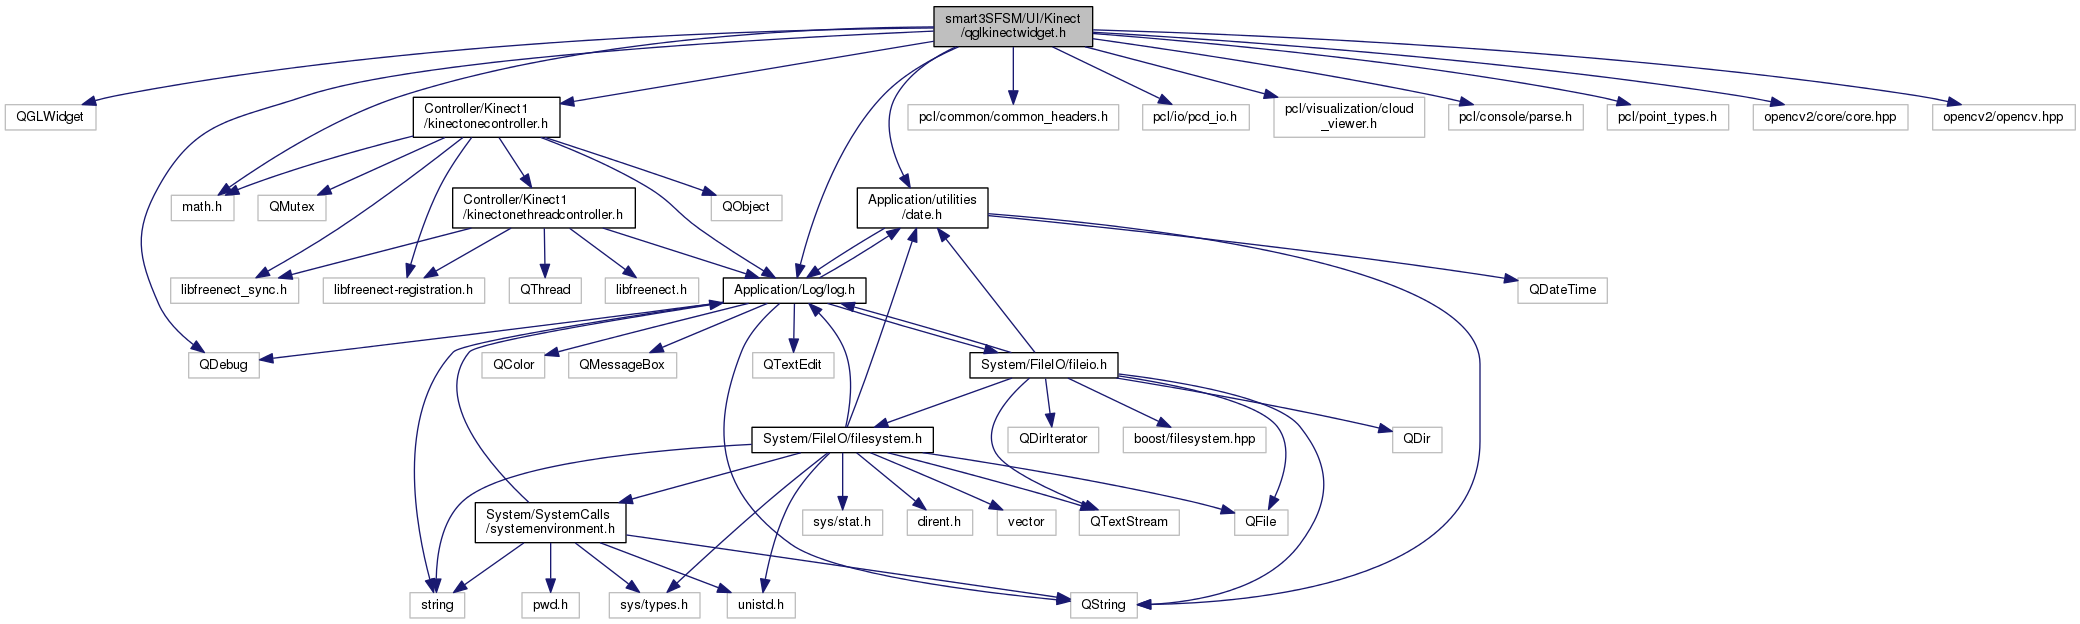 smart3SFSM/UI/Kinect
/qglkinectwidget.h
QGLWidget
Controller/Kinect1
/kinectonecontroller.h
pcl/common/common_headers.h
pcl/io/pcd_io.h
pcl/visualization/cloud
_viewer.h
pcl/console/parse.h
pcl/point_types.h
opencv2/core/core.hpp
opencv2/opencv.hpp
math.h
QMutex
Controller/Kinect1
/kinectonethreadcontroller.h
QObject
Application/utilities
/date.h
libfreenect_sync.h
libfreenect-registration.h
QThread
libfreenect.h
Application/Log/log.h
QDateTime
QDebug
QColor
QMessageBox
QTextEdit
System/FileIO/fileio.h
System/FileIO/filesystem.h
QDirIterator
boost/filesystem.hpp
QDir
System/SystemCalls
/systemenvironment.h
sys/stat.h
dirent.h
vector
QTextStream
QFile
string
pwd.h
sys/types.h
unistd.h
QString